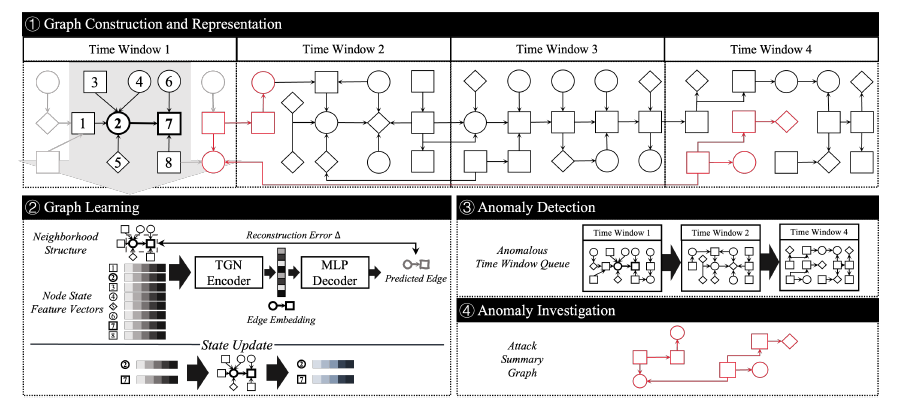 ① Graph Construction and Representation
Time Window 1
Time Window 2
Time Window 3
Time Window 4
3
4
6
1
2
7
5
8
② Graph Learning
Neighborhood
Structure
Reconstruction Error Δ
TGN
Encoder
MLP
Decoder
Predicted Edge
Edge Embedding
Node State
Feature Vectors
1
2
3
4
5
6
7
8
State Update
2
7
2
7
③ Anomaly Detection
Anomalous
Time Window Queue
Time Window 1
Time Window 2
Time Window 4
④ Anomaly Investigation
Attack
Summary
Graph